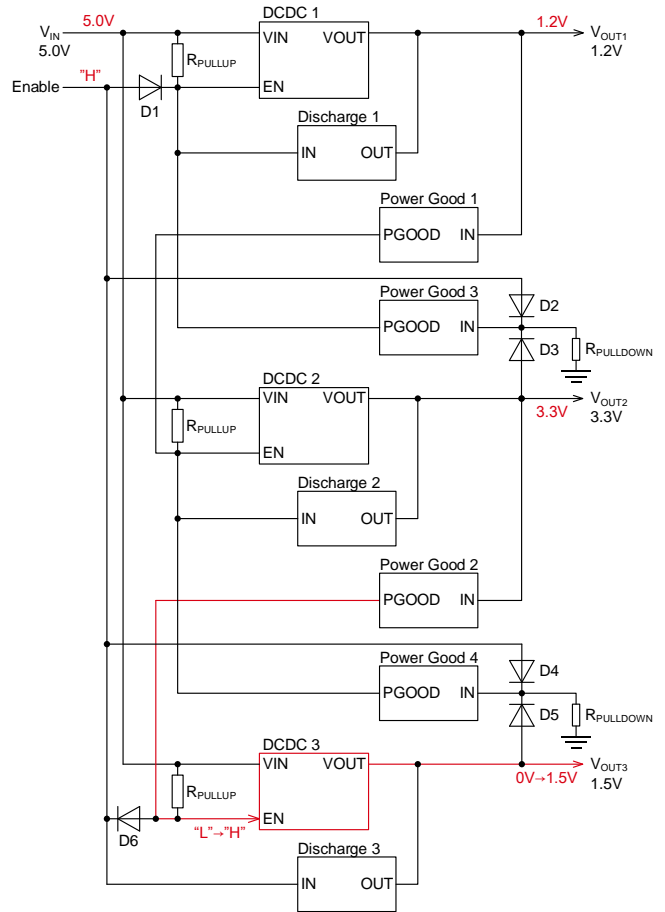 DCDC 1
VIN
5.0V
5.0V
VIN
VOUT
1.2V
VOUT1
1.2V
RPULLUP
Enable
"H"
D1
EN
Discharge 1
IN
OUT
Power Good 1
PGOOD
IN
Power Good 3
PGOOD
IN
D2
D3
RPULLDOWN
DCDC 2
VIN
VOUT
3.3V
VOUT2
3.3V
RPULLUP
EN
Discharge 2
IN
OUT
Power Good 2
PGOOD
IN
Power Good 4
PGOOD
IN
D4
D5
RPULLDOWN
DCDC 3
VIN
VOUT
0V→1.5V
VOUT3
1.5V
RPULLUP
D6
"L"→"H"
EN
Discharge 3
IN
OUT